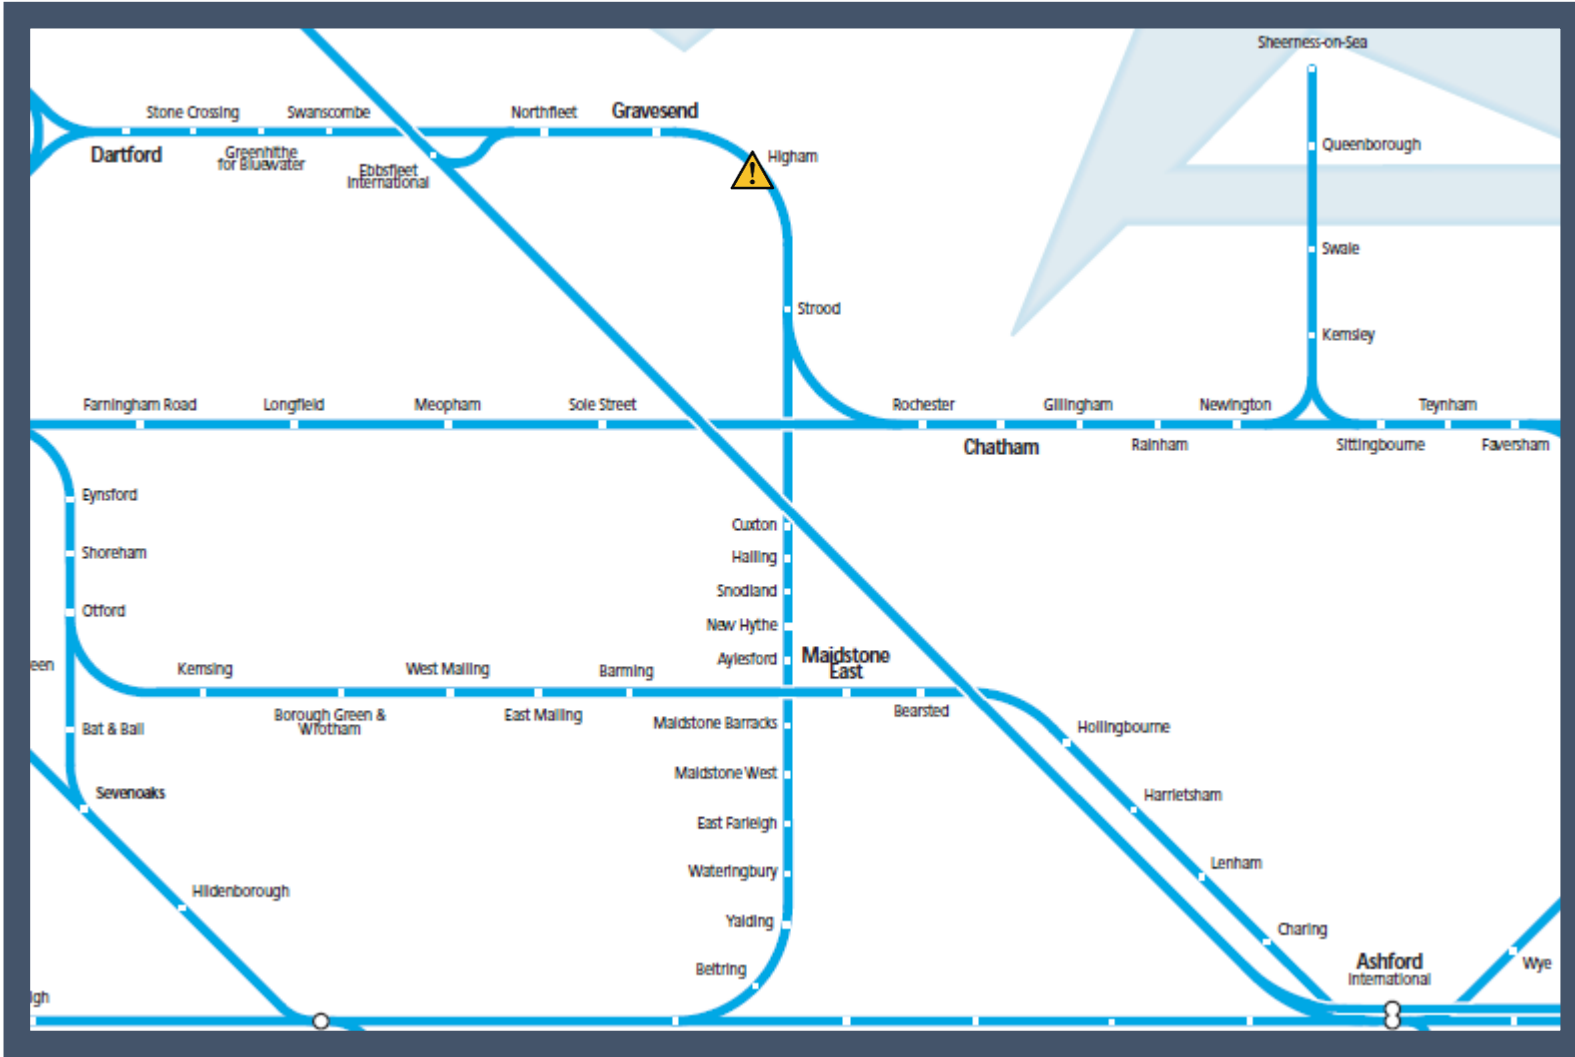 Sheerness-on-Sea
Stone Crossing
Swanscombe
Northfleet
Gravesend
Dartford
Greenhithe
for Bluewater
Ebbsfleet
International
Higham
!
Queenborough
Swale
Strood
Kemsley
Farningham Road
Longfield
Meopham
Sole Street
Rochester
Gillingham
Newington
Teynham
Chatham
Rainham
Sittingbourne
Faversham
Eynsford
Shoreham
Otford
Cuxton
Halling
Snodland
New Hythe
Aylesford
Maidstone
East
een
Kemsing
West Malling
Barming
Borough Green &
Wrotham
East Malling
Bearsted
Maidstone Barracks
Bat & Ball
Hollingbourne
Maidstone West
Sevenoaks
Harrietsham
East Farleigh
Lenham
Wateringbury
Hildenborough
Yalding
Charing
Beltring
Ashford
International
Wye
igh